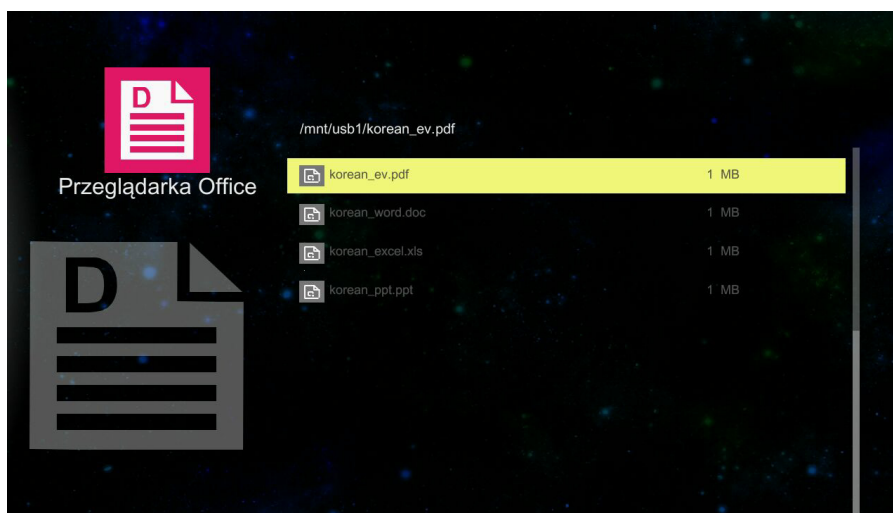 D
Przeglądarka Office
/mnt/usb1/korean_ev.pdf
korean_ev.pdf 1 MB
korean_word.doc 1 MB
korean_excel.xls 1 MB
korean_ppt.ppt 1 MB
D